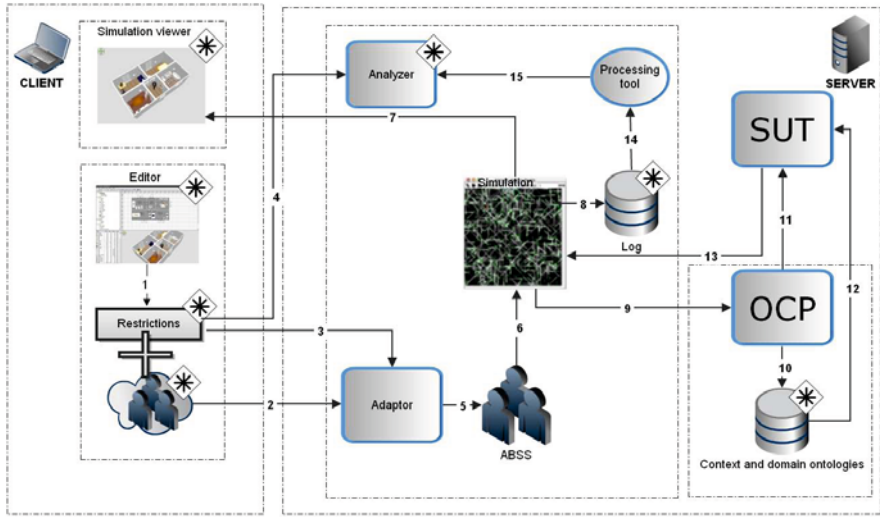 CLIENT
Simulation viewer
Editor
1
Restrictions
2
3
4
Analyzer
15
Processing
tool
SERVER
7
14
Simulation
8
Log
SUT
11
12
13
9
OCP
10
6
Adaptor
5
ABSS
Context and domain ontologies